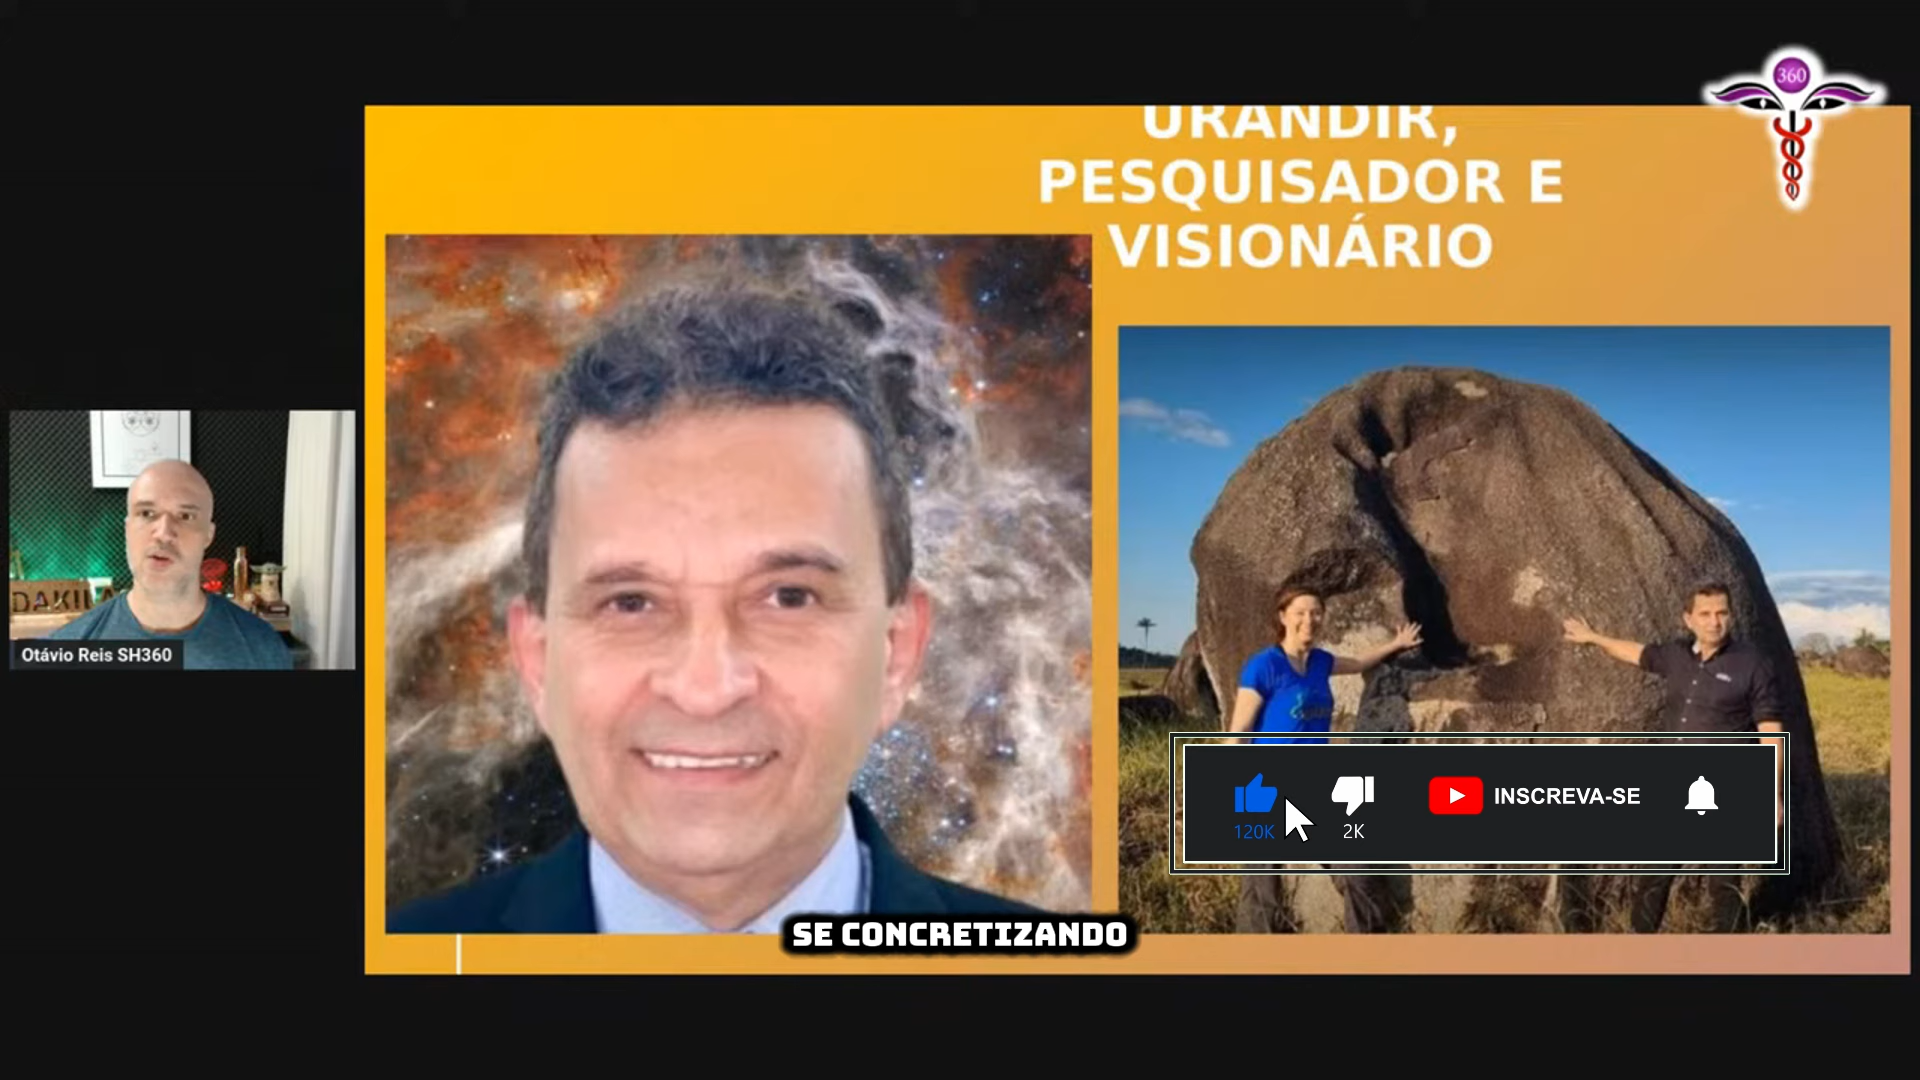 360
URANDIR,
PESQUISADOR E
VISIONÁRIO
DAKILA
Otávio Reis SH360
120K
2K
INSCREVA-SE
SE CONCRETIZANDO